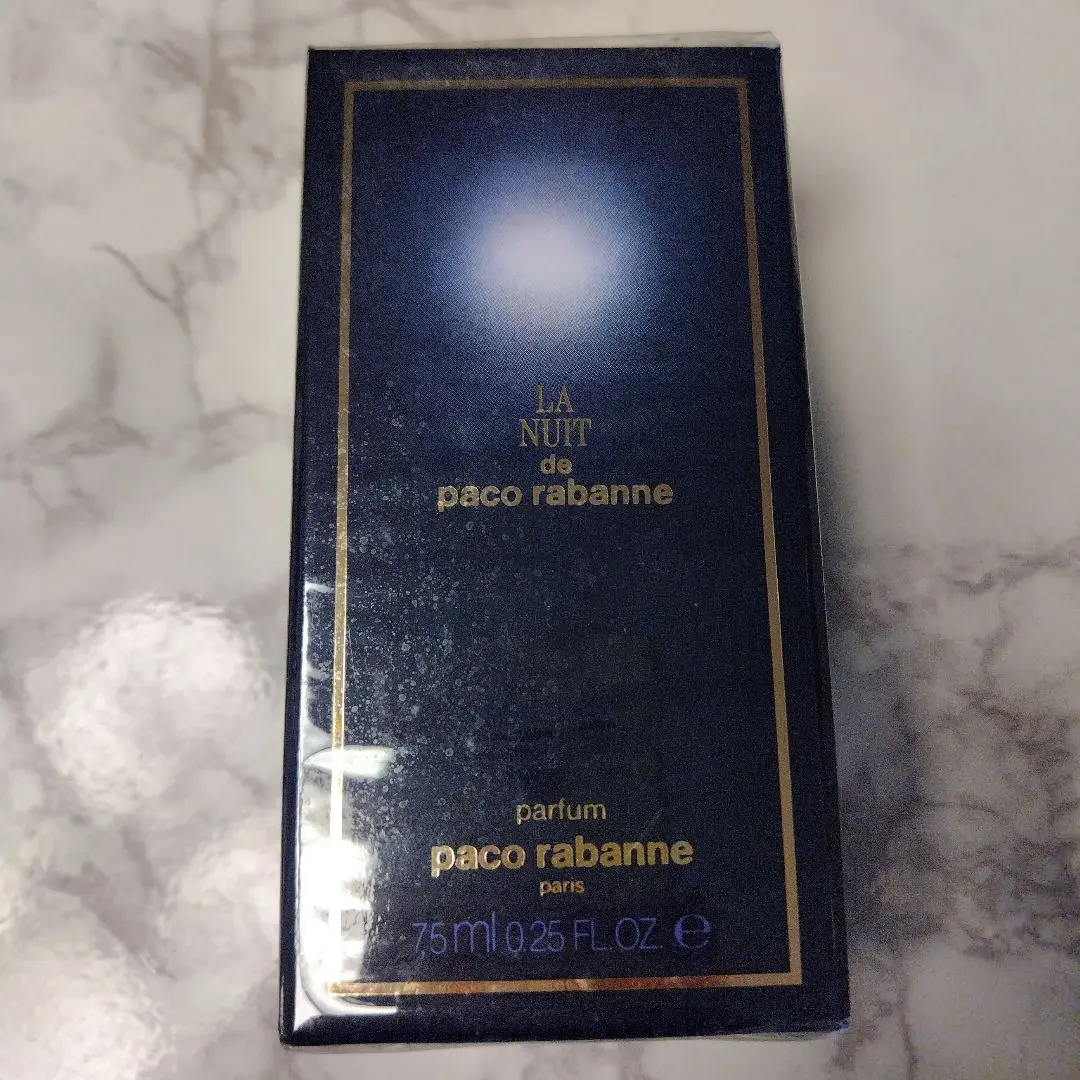 LA
NUIT
de
paco rabanne
parfum
paco rabanne
paris
7,5 ml 0.25 FL. OZ. ℮